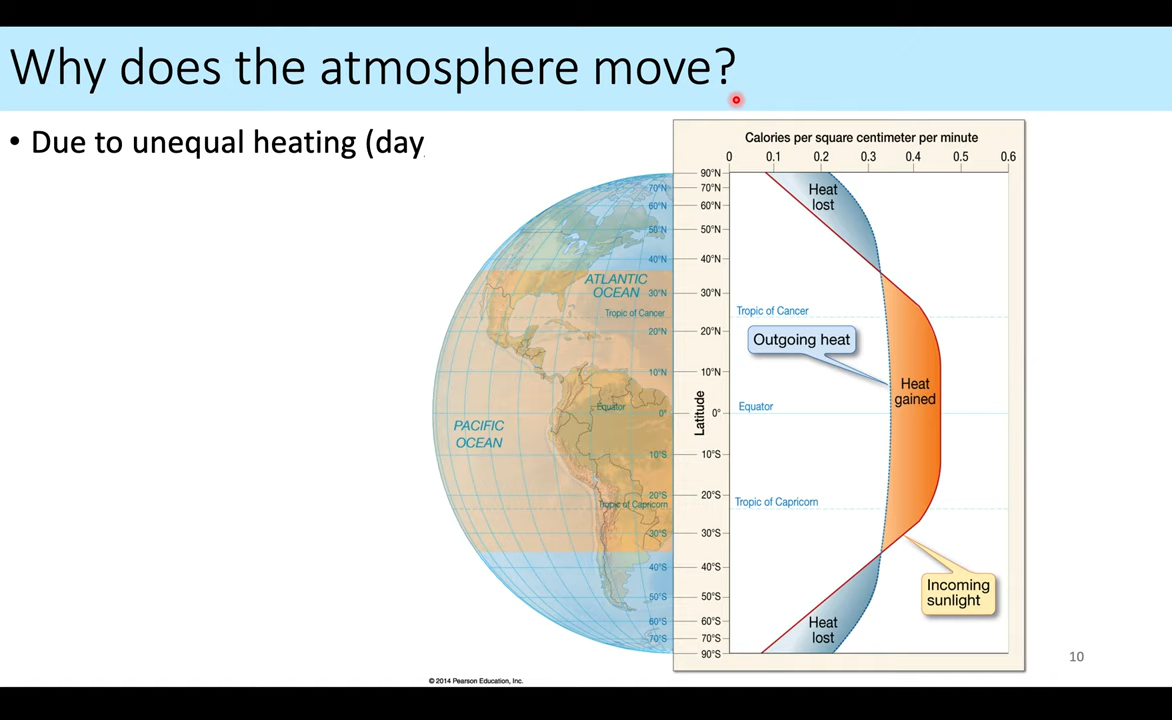 Why does the atmosphere move?
• Due to unequal heating (day
70°N
60°N
50°N
40°N
ATLANTIC
OCEAN
30°N
Tropic of Cancer
20°N
10°N
Equator
0°
PACIFIC
OCEAN
10°S
20°S
Tropic of Capricorn
30°S
40°S
50°S
60°S
70°S
Calories per square centimeter per minute
0 0.1 0.2 0.3 0.4 0.5 0.6
90°N
70°N
60°N
50°N
40°N
30°N
20°N
10°N
0°
10°S
20°S
30°S
40°S
50°S
60°S
70°S
90°S
Latitude
Heat
lost
Tropic of Cancer
Outgoing heat
Heat
gained
Equator
Tropic of Capricorn
Incoming
sunlight
Heat
lost
10
© 2014 Pearson Education, Inc.